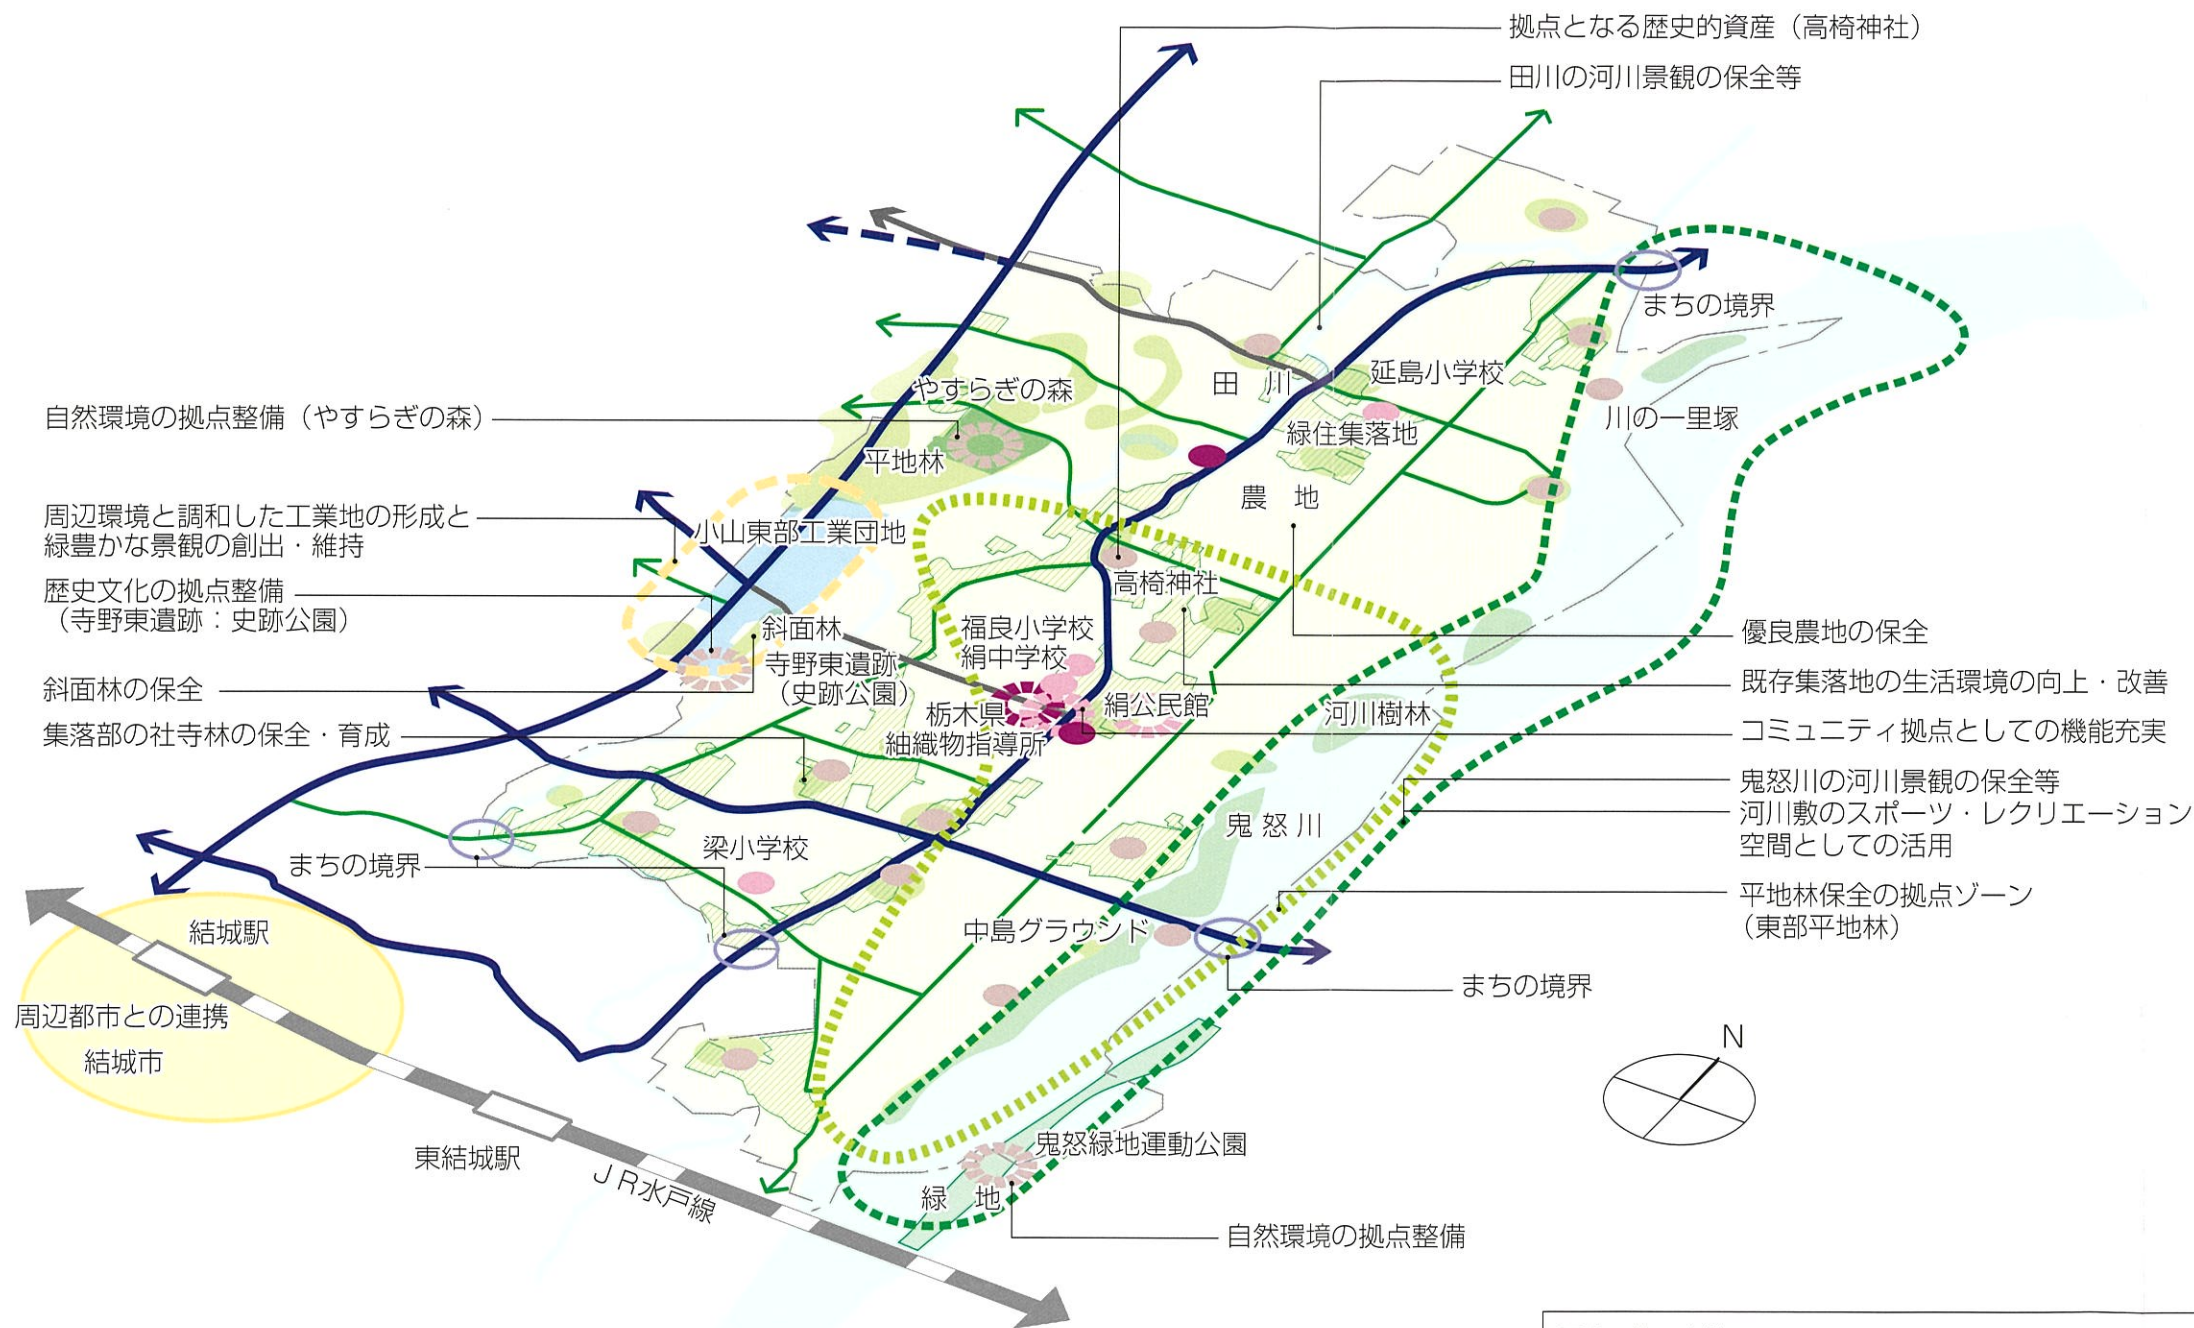 拠点となる歴史的資産（高椅神社）
田川の河川景観の保全等
まちの境界
延島小学校
田　川
やすらぎの森
川の一里塚
自然環境の拠点整備（やすらぎの森）
緑住集落地
平地林
農　地
周辺環境と調和した工業地の形成と
緑豊かな景観の創出・維持
小山東部工業団地
歴史文化の拠点整備
（寺野東遺跡：史跡公園）
高椅神社
斜面林
福良小学校
絹中学校
優良農地の保全
寺野東遺跡
（史跡公園）
斜面林の保全
既存集落地の生活環境の向上・改善
栃木県
紬織物指導所
絹公民館
河川樹林
集落部の社寺林の保全・育成
コミュニティ拠点としての機能充実
鬼怒川の河川景観の保全等
河川敷のスポーツ・レクリエーション
空間としての活用
鬼怒川
梁小学校
まちの境界
平地林保全の拠点ゾーン
（東部平地林）
結城駅
中島グラウンド
まちの境界
周辺都市との連携
結城市
N
東結城駅
ＪＲ水戸線
鬼怒緑地運動公園
緑　地
自然環境の拠点整備